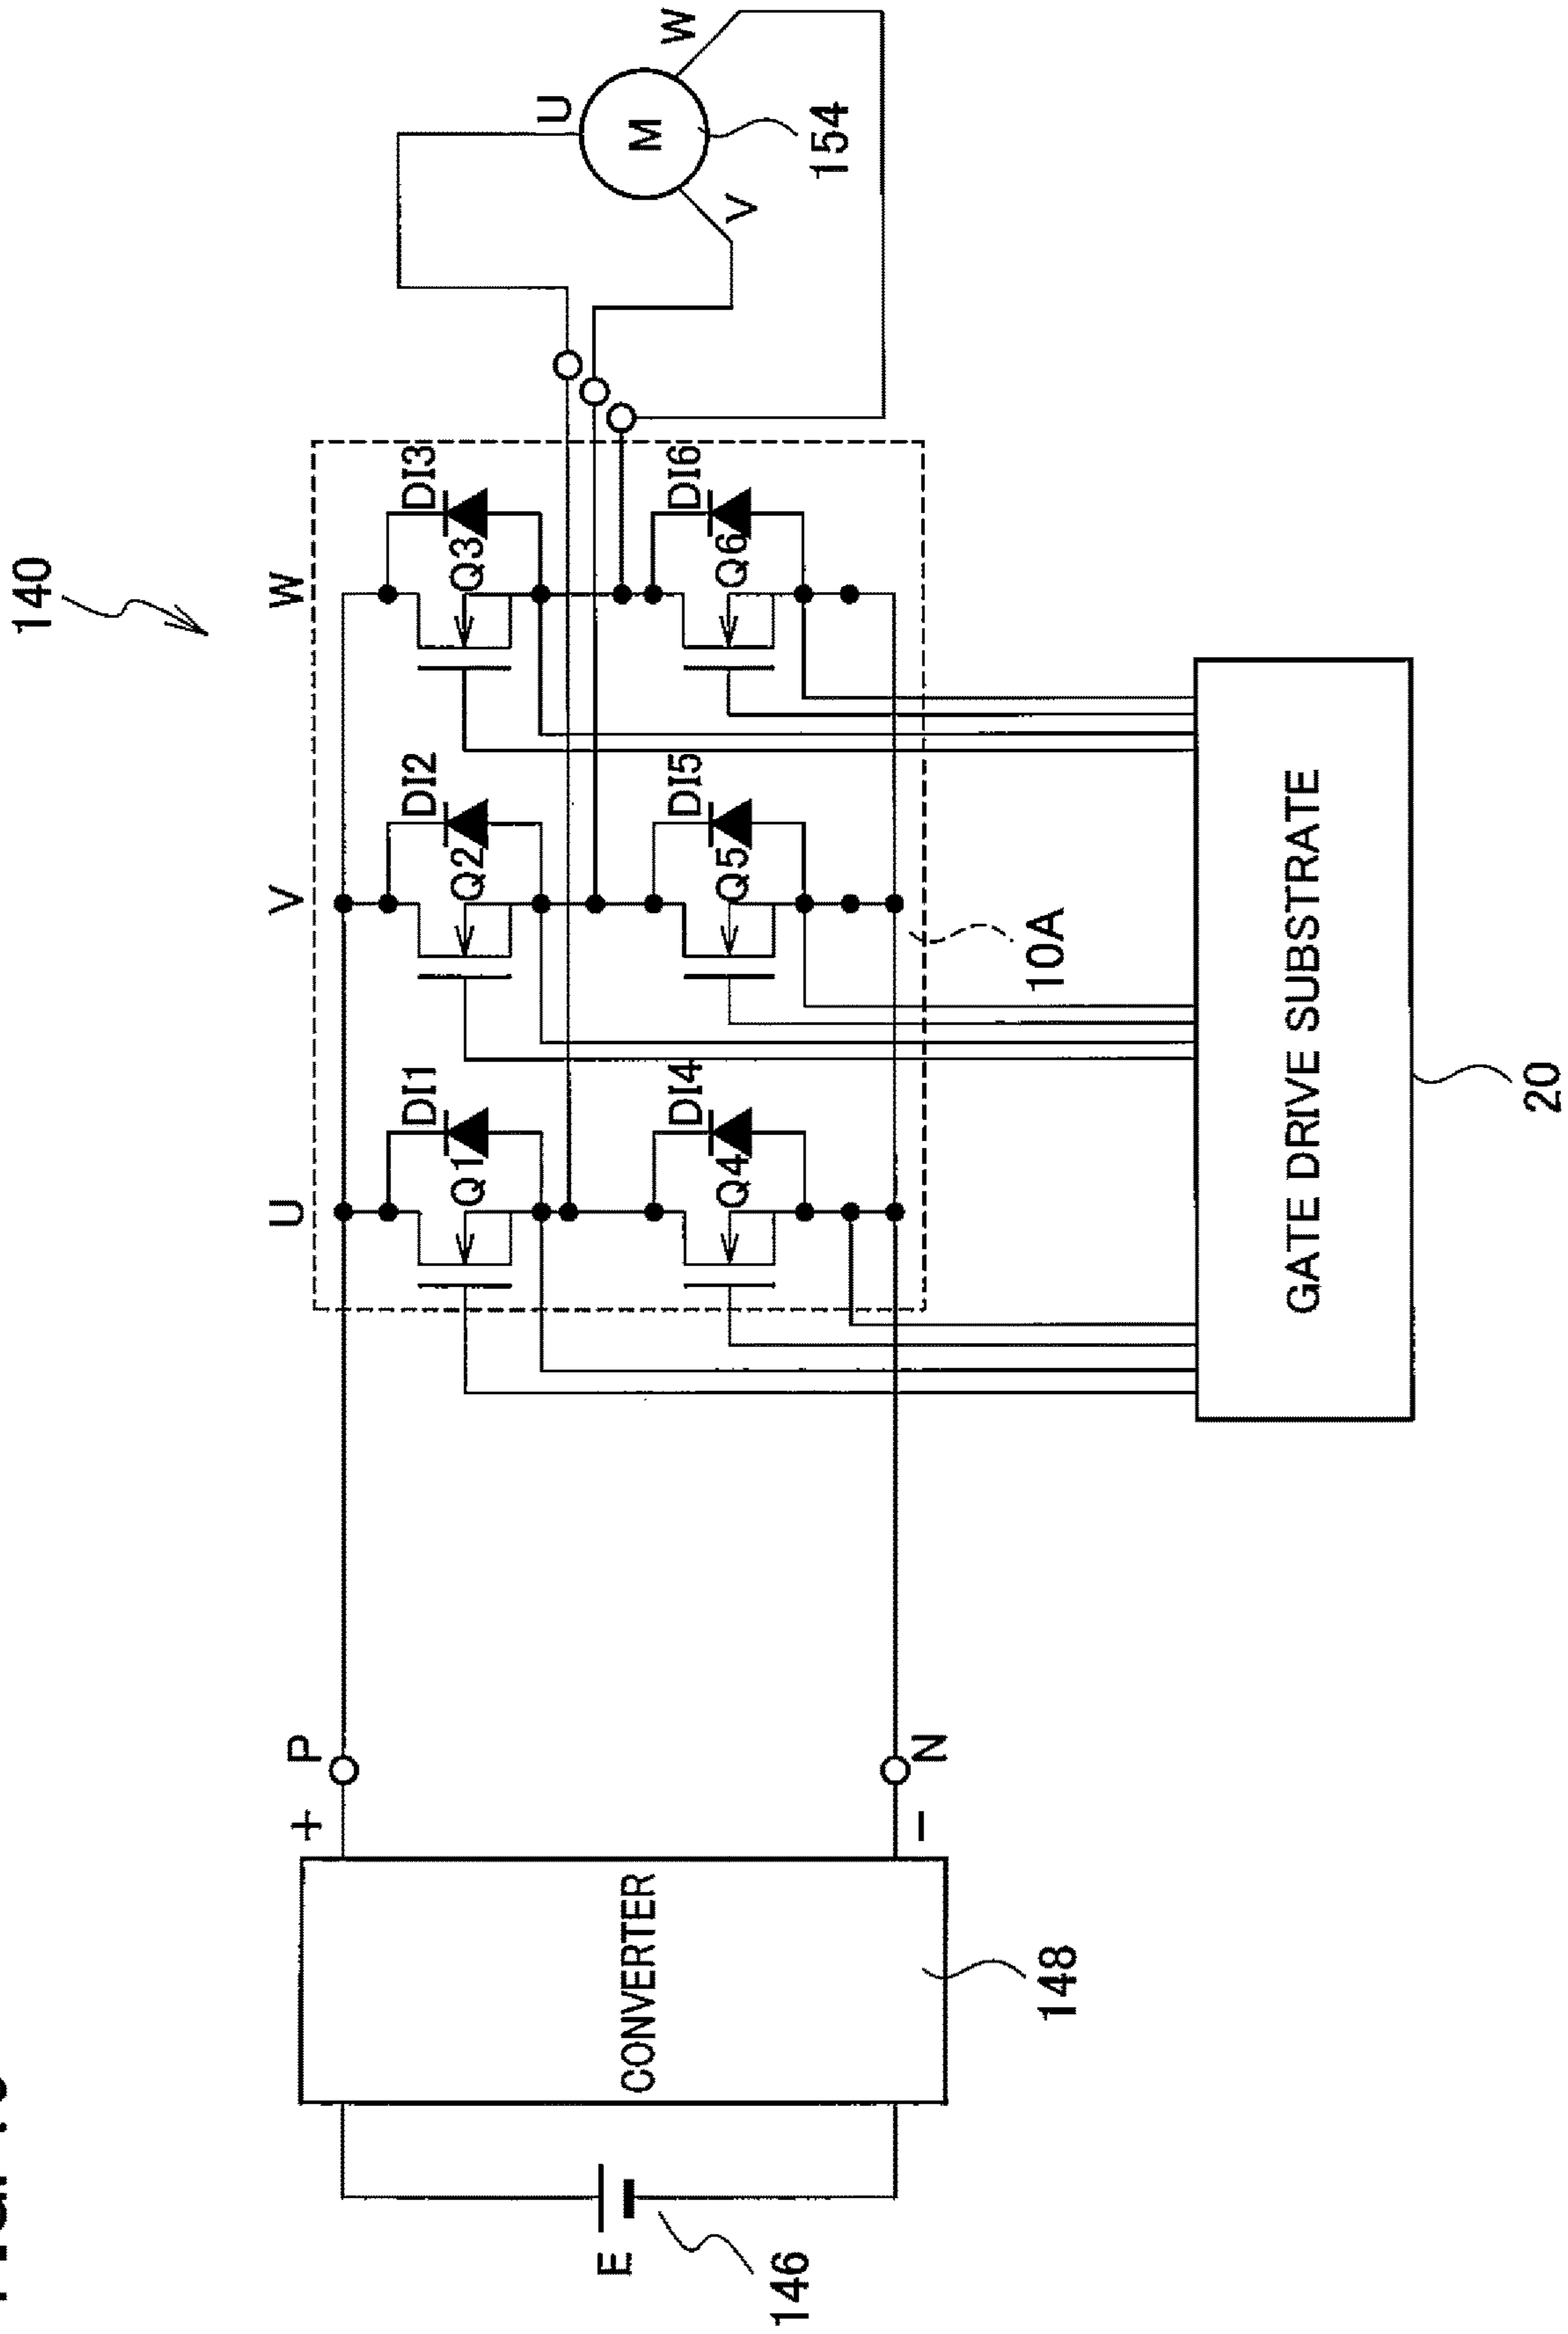 140
U
V
W
P
+
N
−
CONVERTER
148
E
146
DI1
Q1
DI2
Q2
DI3
Q3
DI4
Q4
DI5
Q5
DI6
Q6
10A
GATE DRIVE SUBSTRATE
20
U
V
W
M
154